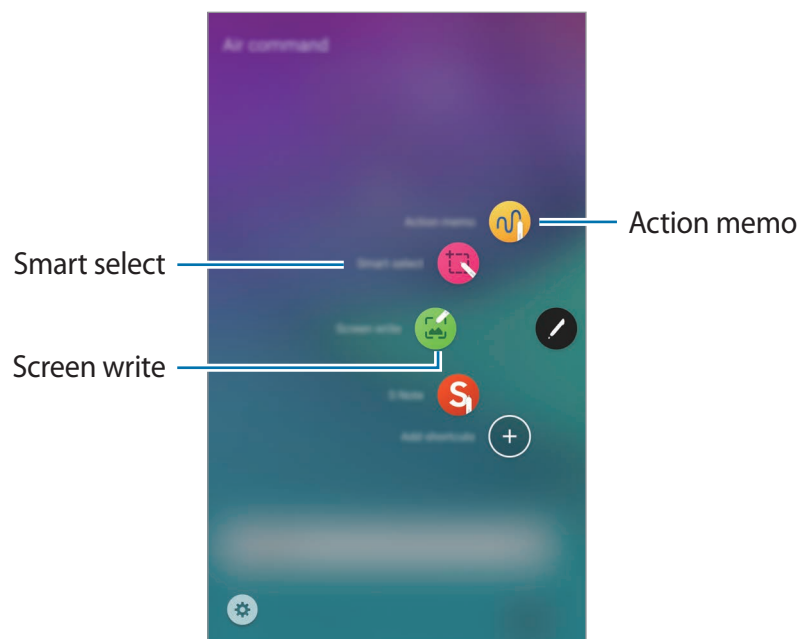 Air command
Action memo
Action memo
Smart select
Smart select
Screen write
Screen write
S Note
S
Add shortcuts